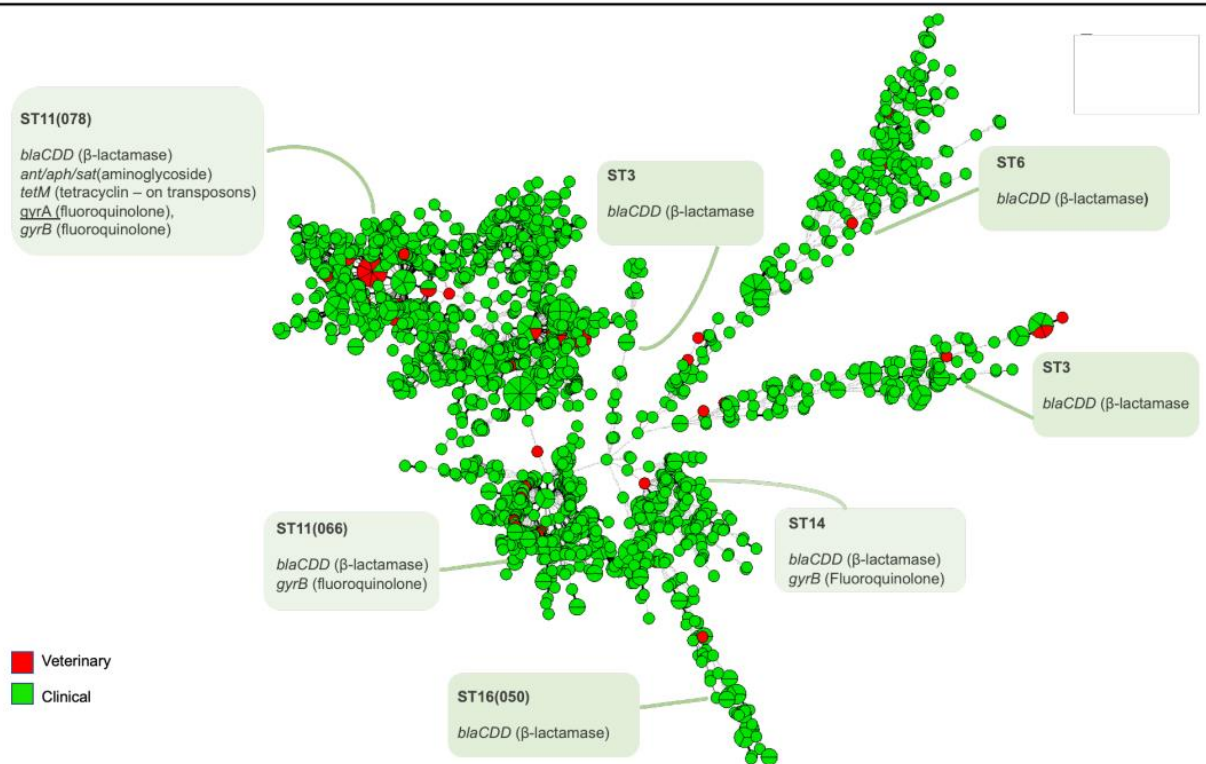 ST11(078)
blaCDD (β-lactamase)
ant/aph/sat(aminoglycoside)
tetM (tetracyclin – on transposons)
gyrA (fluoroquinolone),
gyrB (fluoroquinolone)
ST3
blaCDD (β-lactamase
ST6
blaCDD (β-lactamase)
ST3
blaCDD (β-lactamase
ST11(066)
blaCDD (β-lactamase)
gyrB (fluoroquinolone)
ST14
blaCDD (β-lactamase)
gyrB (Fluoroquinolone)
ST16(050)
blaCDD (β-lactamase)
Veterinary
Clinical